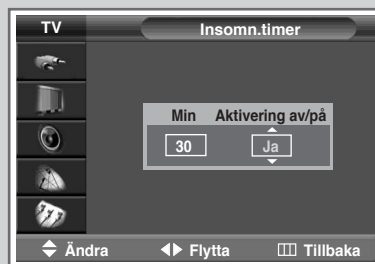 TV Insomn.timer
Min Aktivering av/på
30 Ja
Ändra Flytta Tillbaka